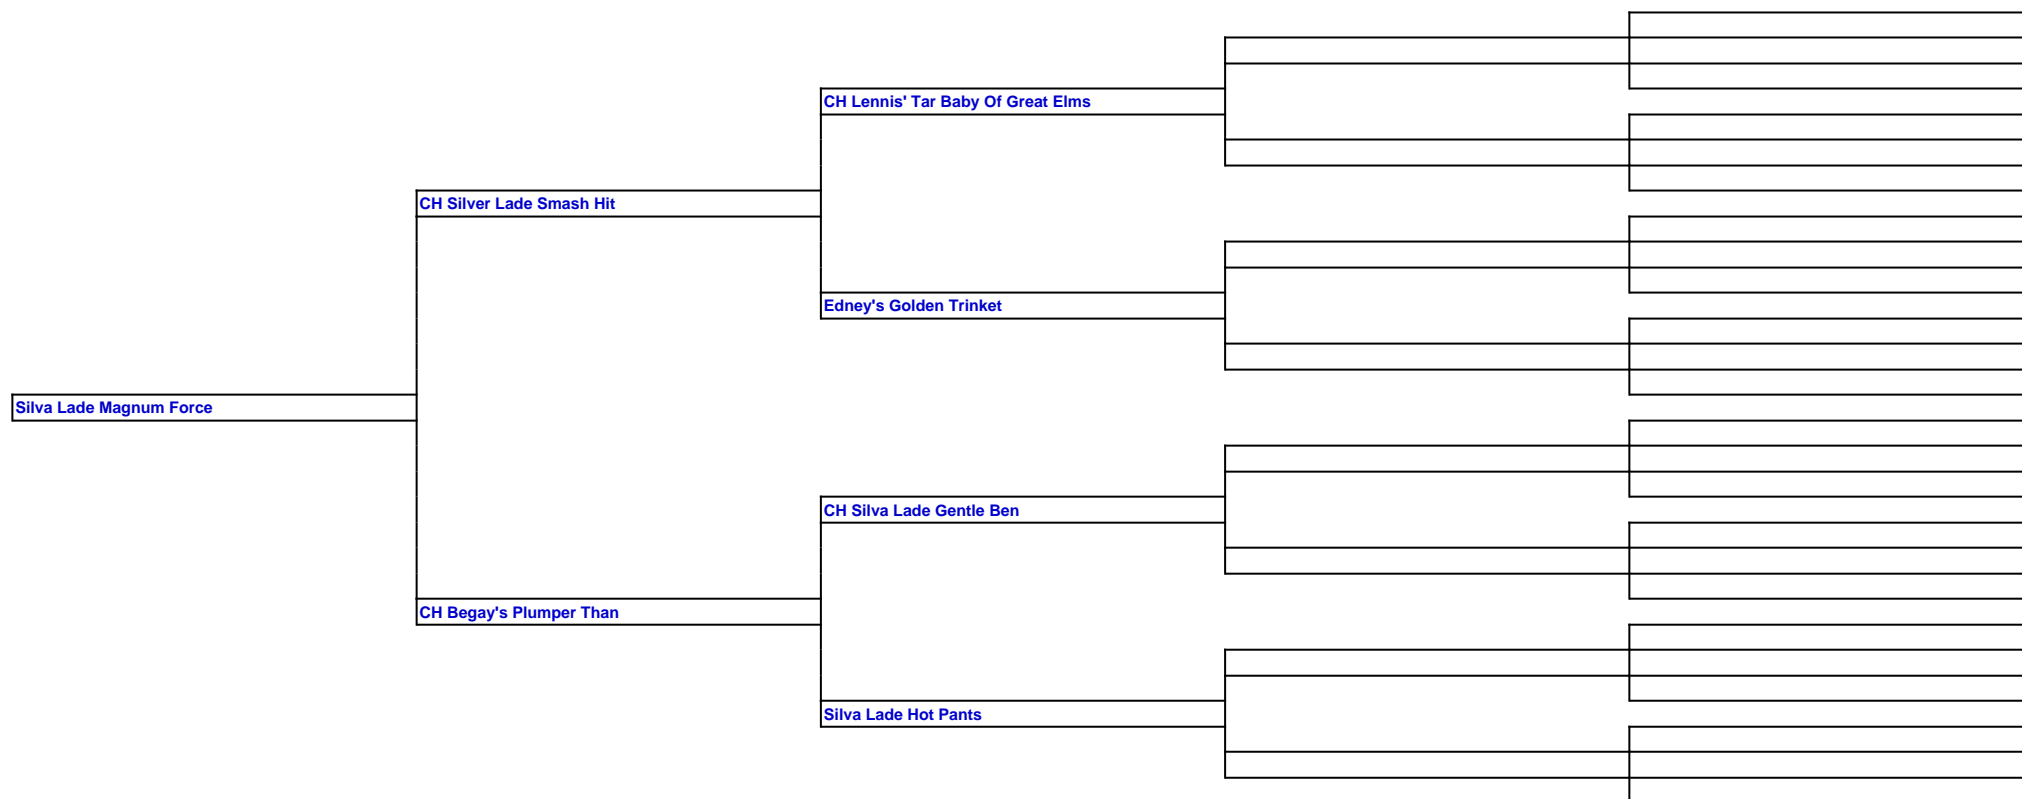 CH Lennis' Tar Baby Of Great Elms
CH Silver Lade Smash Hit
Edney's Golden Trinket
Silva Lade Magnum Force
CH Silva Lade Gentle Ben
CH Begay's Plumper Than
Silva Lade Hot Pants